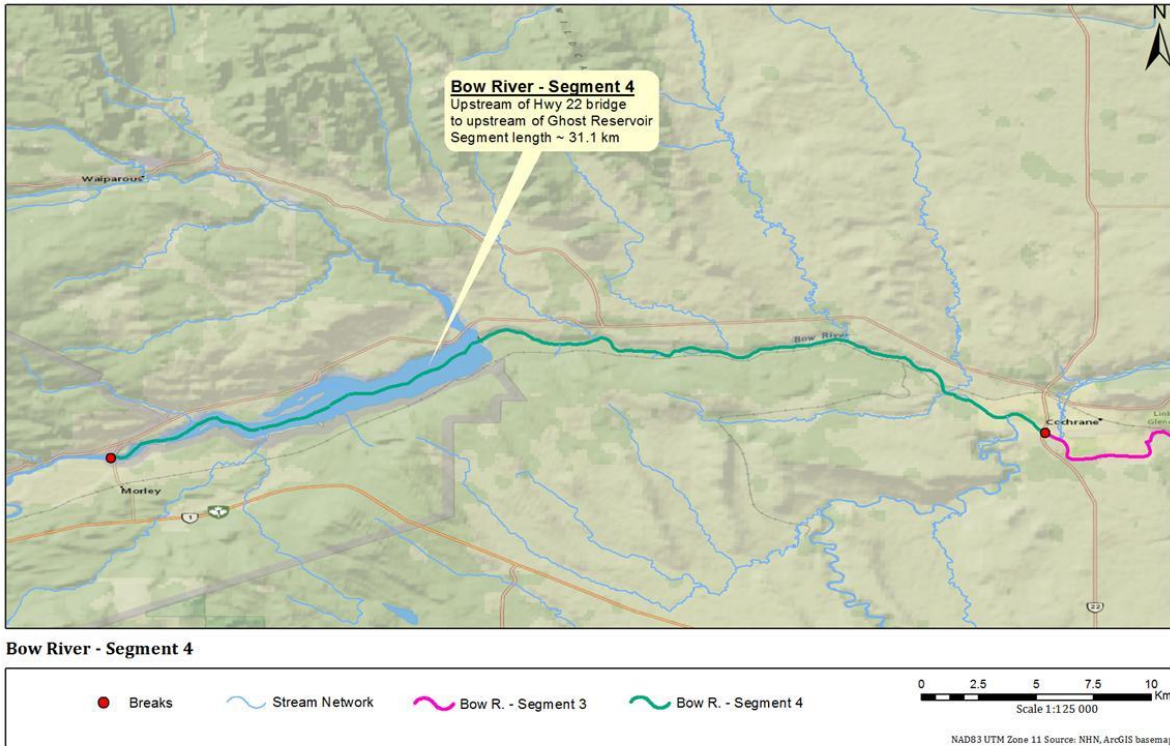 N
Bow River - Segment 4
Upstream of Hwy 22 bridge
to upstream of Ghost Reservoir
Segment length ~ 31.1 km
Waiparous
Bow River
Cochrane
Morley
1
22
Bow River - Segment 4
Breaks
Stream Network
Bow R. - Segment 3
Bow R. - Segment 4
0 2.5 5 7.5 10
Km
Scale 1:125 000
NAD83 UTM Zone 11 Source: NHN, ArcGIS basemap